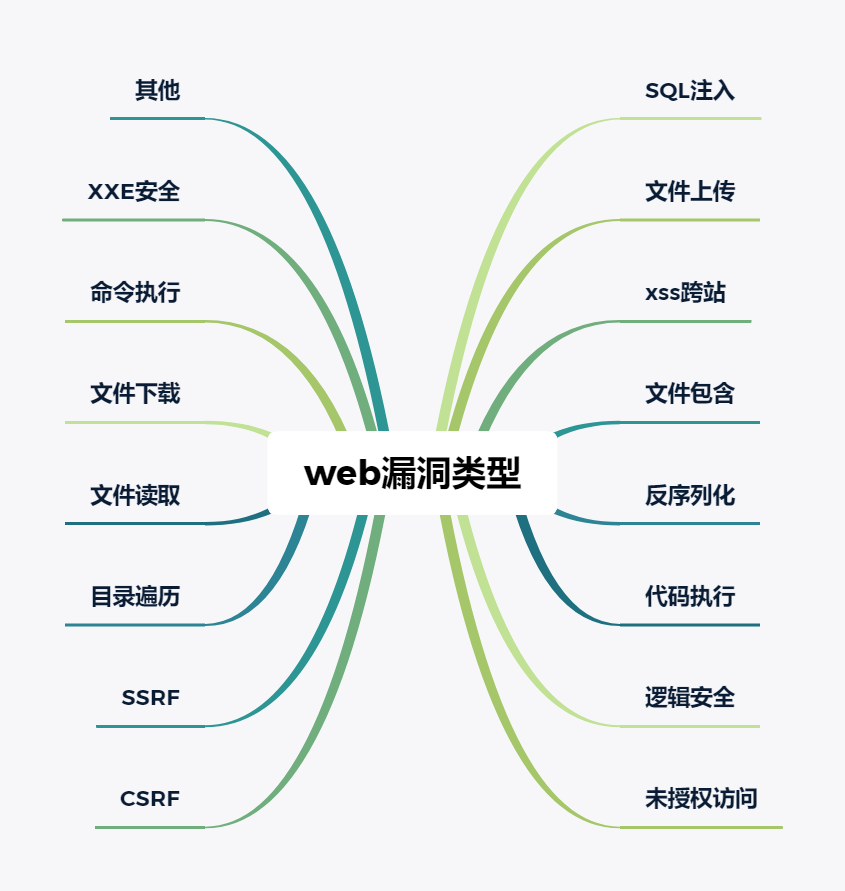 web漏洞类型
SQL注入
文件上传
xss跨站
文件包含
反序列化
代码执行
逻辑安全
未授权访问
其他
XXE安全
命令执行
文件下载
文件读取
目录遍历
SSRF
CSRF